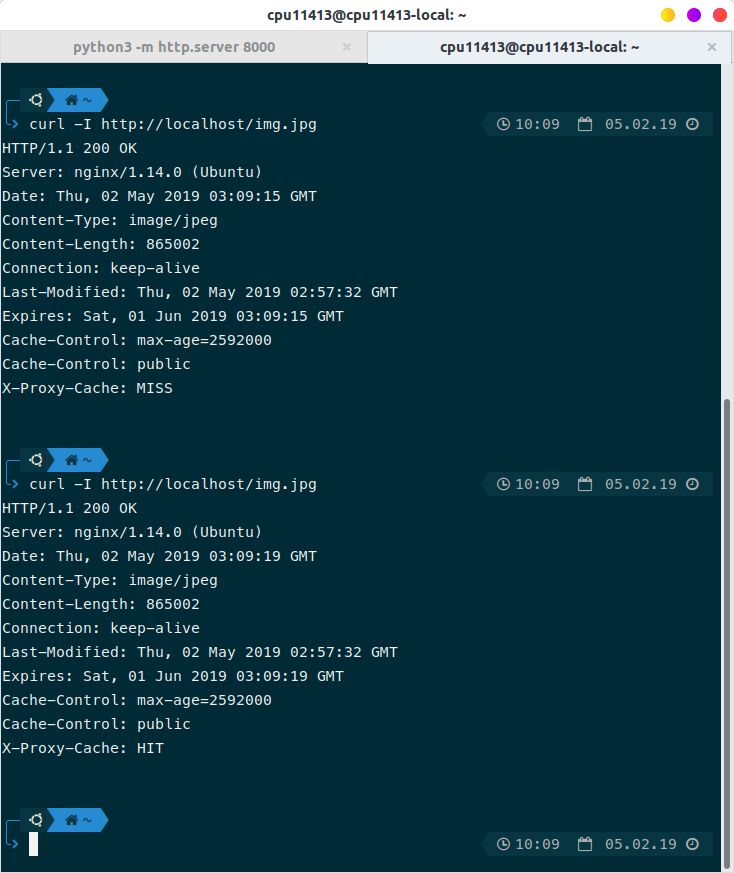 cpu11413@cpu11413-local: ~
python3 -m http.server 8000 × cpu11413@cpu11413-local: ~ ×
~
curl -I http://localhost/img.jpg 10:09 05.02.19
HTTP/1.1 200 OK
Server: nginx/1.14.0 (Ubuntu)
Date: Thu, 02 May 2019 03:09:15 GMT
Content-Type: image/jpeg
Content-Length: 865002
Connection: keep-alive
Last-Modified: Thu, 02 May 2019 02:57:32 GMT
Expires: Sat, 01 Jun 2019 03:09:15 GMT
Cache-Control: max-age=2592000
Cache-Control: public
X-Proxy-Cache: MISS
~
curl -I http://localhost/img.jpg 10:09 05.02.19
HTTP/1.1 200 OK
Server: nginx/1.14.0 (Ubuntu)
Date: Thu, 02 May 2019 03:09:19 GMT
Content-Type: image/jpeg
Content-Length: 865002
Connection: keep-alive
Last-Modified: Thu, 02 May 2019 02:57:32 GMT
Expires: Sat, 01 Jun 2019 03:09:19 GMT
Cache-Control: max-age=2592000
Cache-Control: public
X-Proxy-Cache: HIT
~
10:09 05.02.19